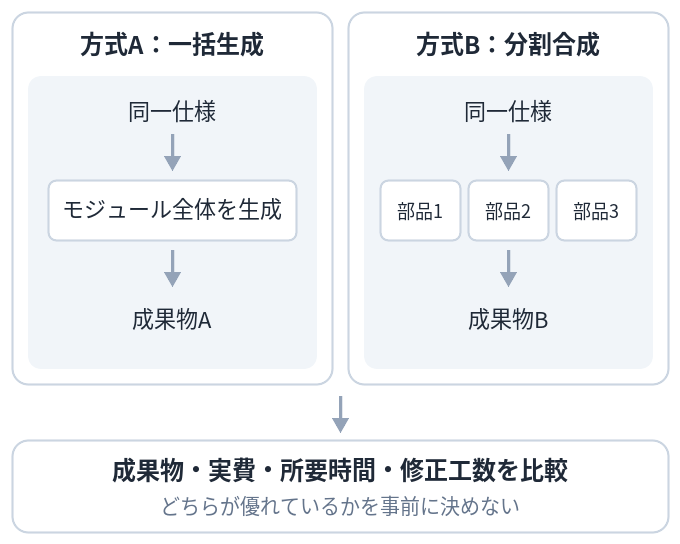 方式A：一括生成
同一仕様
モジュール全体を生成
成果物A
方式B：分割合成
同一仕様
部品1
部品2
部品3
成果物B
成果物・実費・所要時間・修正工数を比較
どちらが優れているかを事前に決めない